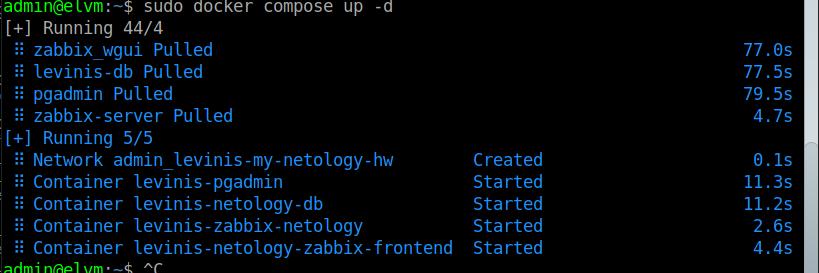 admin@elvm:~$ sudo docker compose up -d
[+] Running 44/4
⠿ zabbix_wgui Pulled 77.0s
⠿ levinis-db Pulled 77.5s
⠿ pgadmin Pulled 79.5s
⠿ zabbix-server Pulled 4.7s
[+] Running 5/5
⠿ Network admin_levinis-my-netology-hw Created 0.1s
⠿ Container levinis-pgadmin Started 11.3s
⠿ Container levinis-netology-db Started 11.2s
⠿ Container levinis-zabbix-netology Started 2.6s
⠿ Container levinis-netology-zabbix-frontend Started 4.4s
admin@elvm:~$ ^C